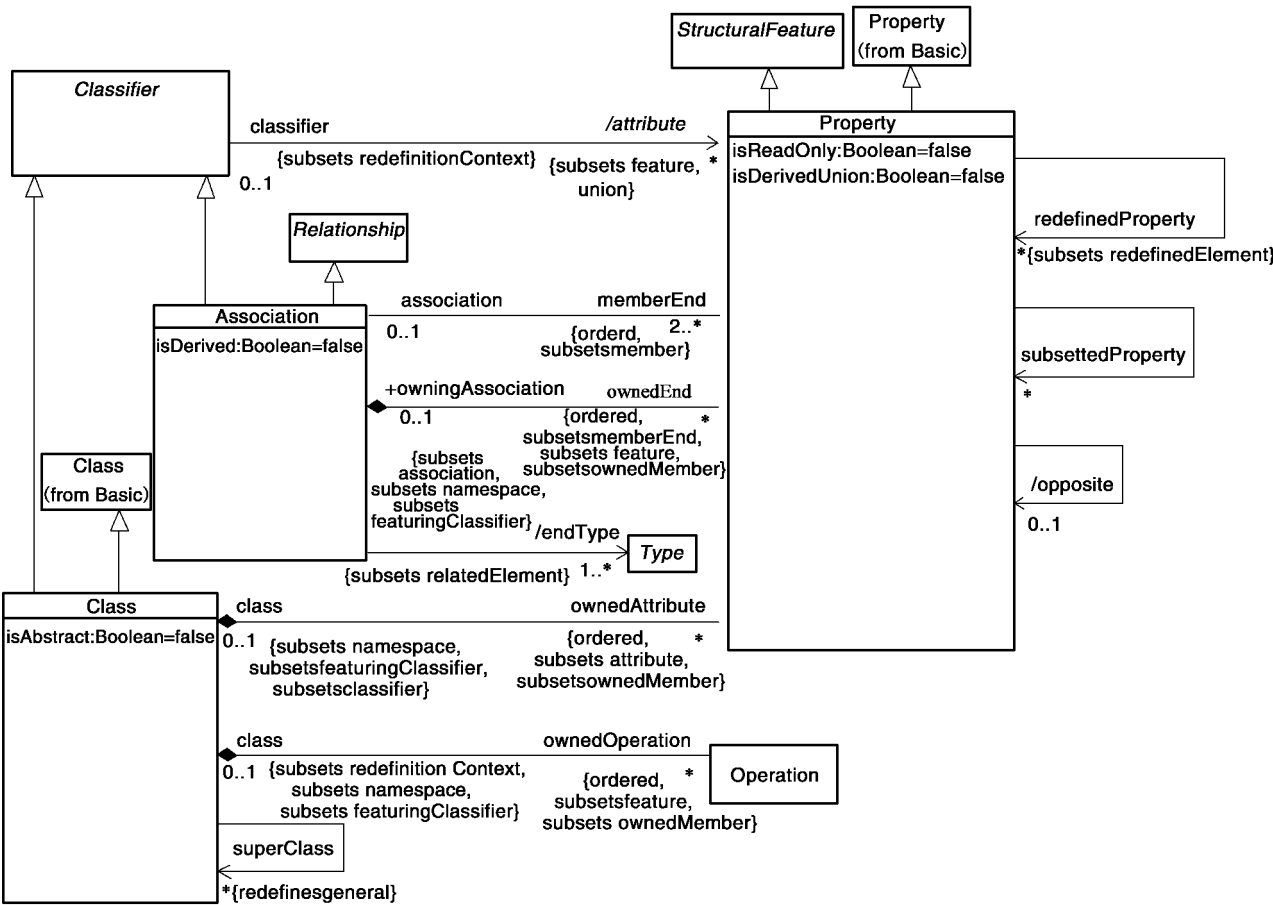 StructuralFeature
Property
(from Basic)
Classifier
classifier
/attribute
{subsets redefinitionContext}
0..1
{subsets feature,
union}
*
Property
isReadOnly:Boolean=false
isDerivedUnion:Boolean=false
redefinedProperty
*{subsets redefinedElement}
Relationship
association
memberEnd
0..1
2..*
{orderd,
subsetsmember}
Association
isDerived:Boolean=false
subsettedProperty
*
+owningAssociation
ownedEnd
0..1
*
{ordered,
subsetsmemberEnd,
subsets feature,
subsetsownedMember}
{subsets
association,
subsets namespace,
subsets
featuringClassifier}
Class
(from Basic)
/opposite
0..1
/endType
Type
{subsets relatedElement}
1..*
Class
isAbstract:Boolean=false
class
ownedAttribute
0..1
{subsets namespace,
subsetsfeaturingClassifier,
subsetsclassifier}
{ordered,
subsets attribute,
subsetsownedMember}
*
class
ownedOperation
0..1
{subsets redefinition Context,
subsets namespace,
subsets featuringClassifier}
{ordered,
subsetsfeature,
subsets ownedMember}
*
Operation
superClass
*{redefinesgeneral}